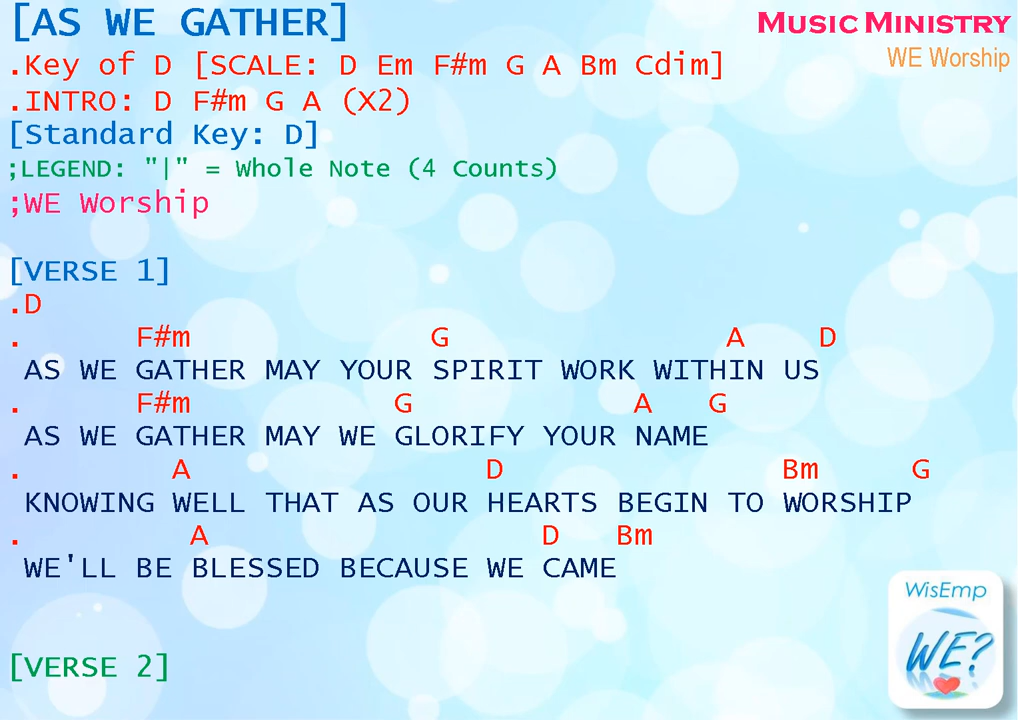 [AS WE GATHER]
MUSIC MINISTRY
WE Worship
.Key of D [SCALE: D Em F#m G A Bm Cdim]
.INTRO: D F#m G A (X2)
[Standard Key: D]
;LEGEND: "|" = Whole Note (4 Counts)
;WE Worship
[VERSE 1]
.D
. F#m G A D
AS WE GATHER MAY YOUR SPIRIT WORK WITHIN US
. F#m G A G
AS WE GATHER MAY WE GLORIFY YOUR NAME
. A D Bm G
KNOWING WELL THAT AS OUR HEARTS BEGIN TO WORSHIP
. A D Bm
WE'LL BE BLESSED BECAUSE WE CAME
WisEmp
WE?
[VERSE 2]